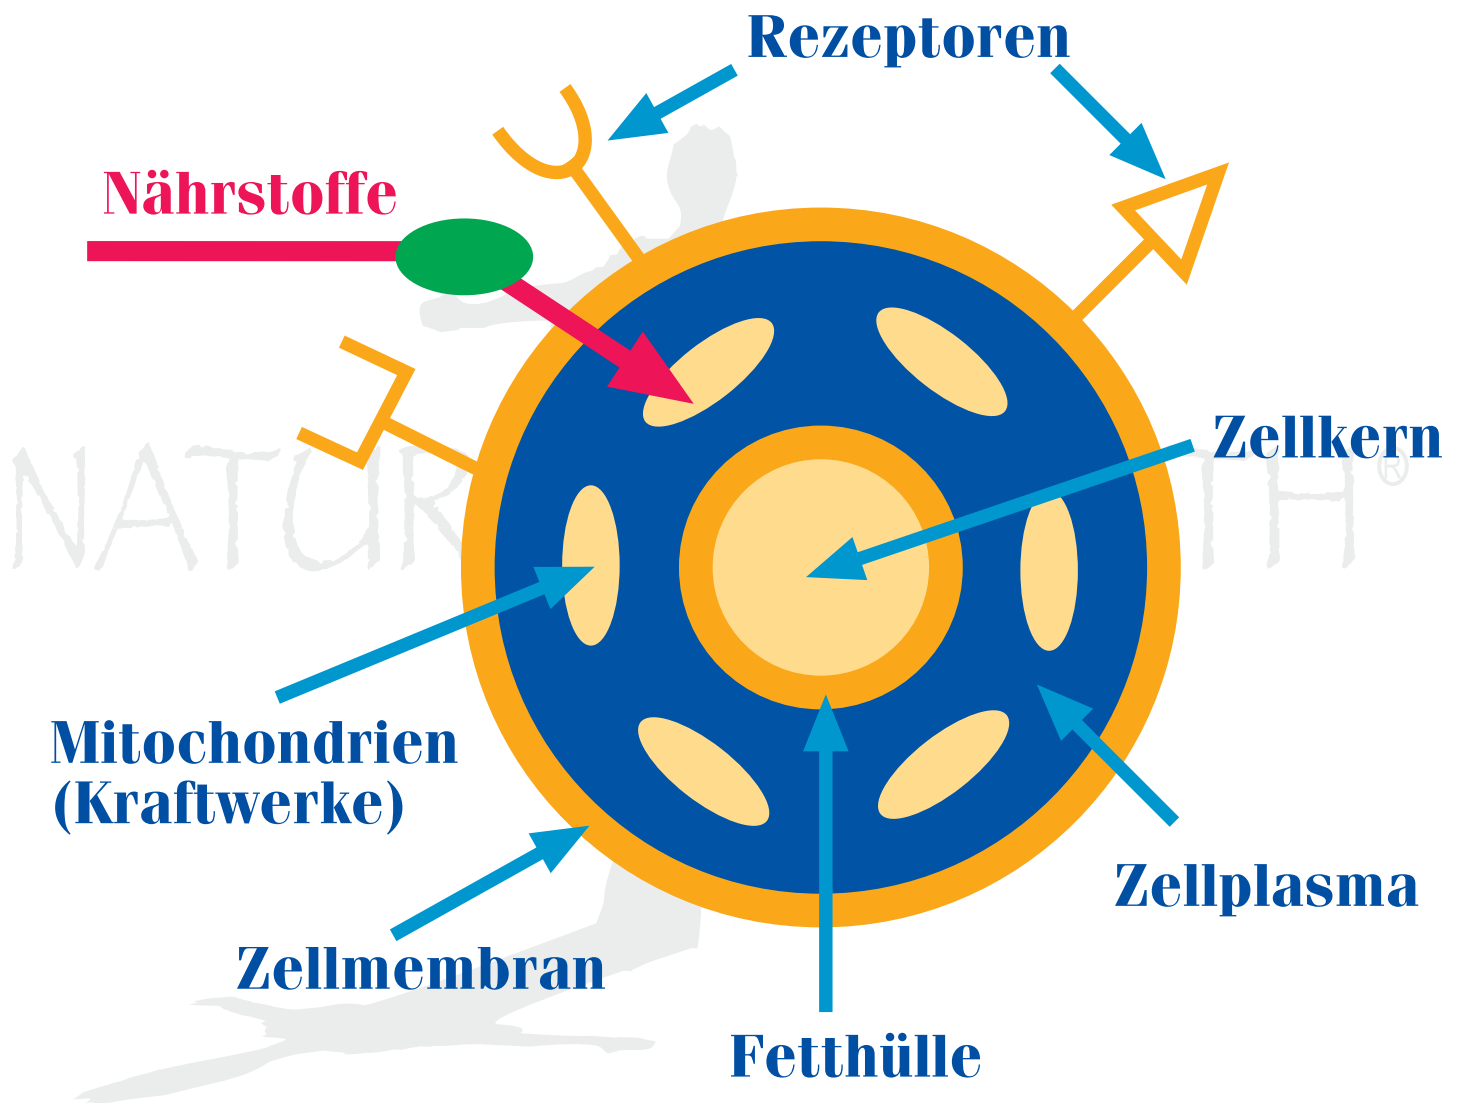 Rezeptoren
Nährstoffe
Zellkern
Mitochondrien
(Kraftwerke)
Zellplasma
Zellmembran
Fetthülle